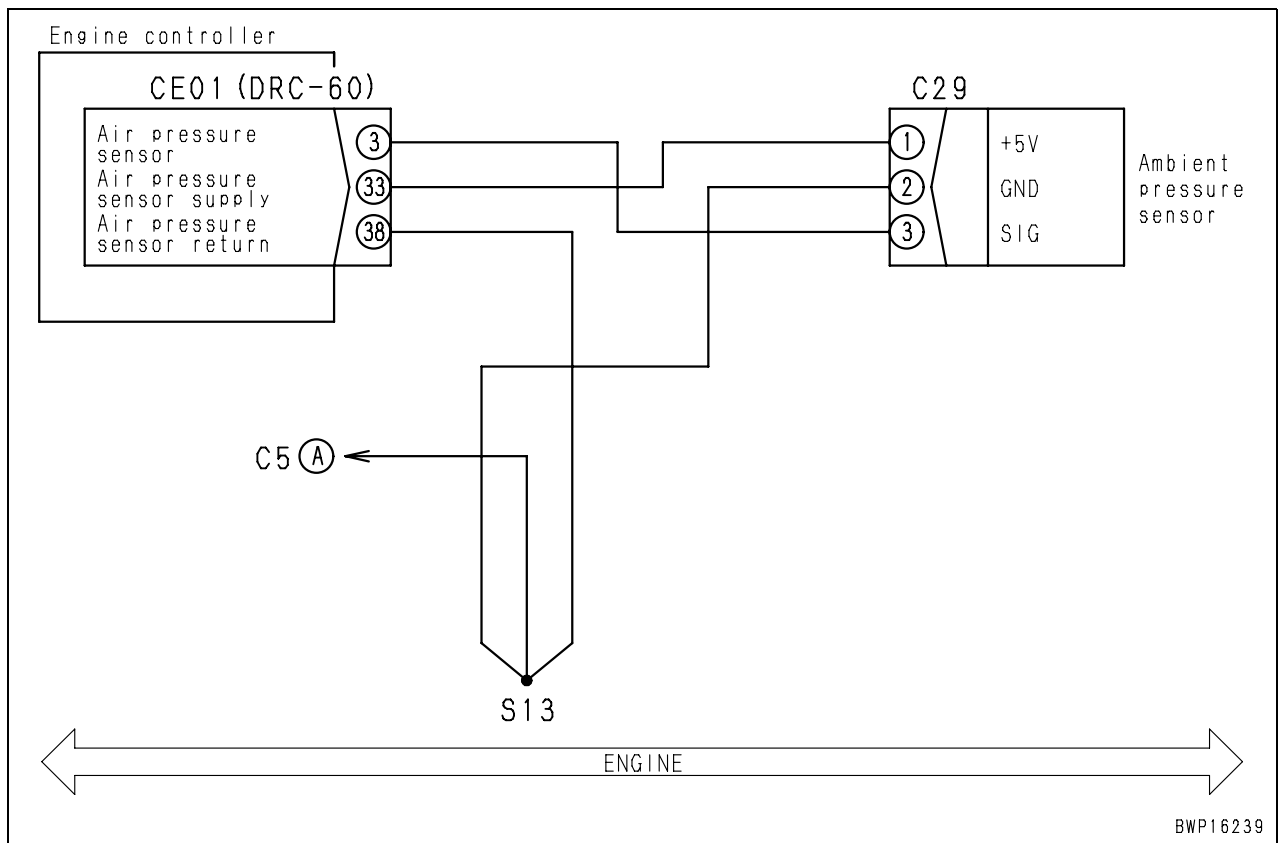 Engine controller
CE01 (DRC-60)
C29
Air pressure
sensor
3
Air pressure
sensor supply
33
Air pressure
sensor return
38
1
+5V
2
GND
3
SIG
Ambient
pressure
sensor
C5 A
S13
ENGINE
BWP16239